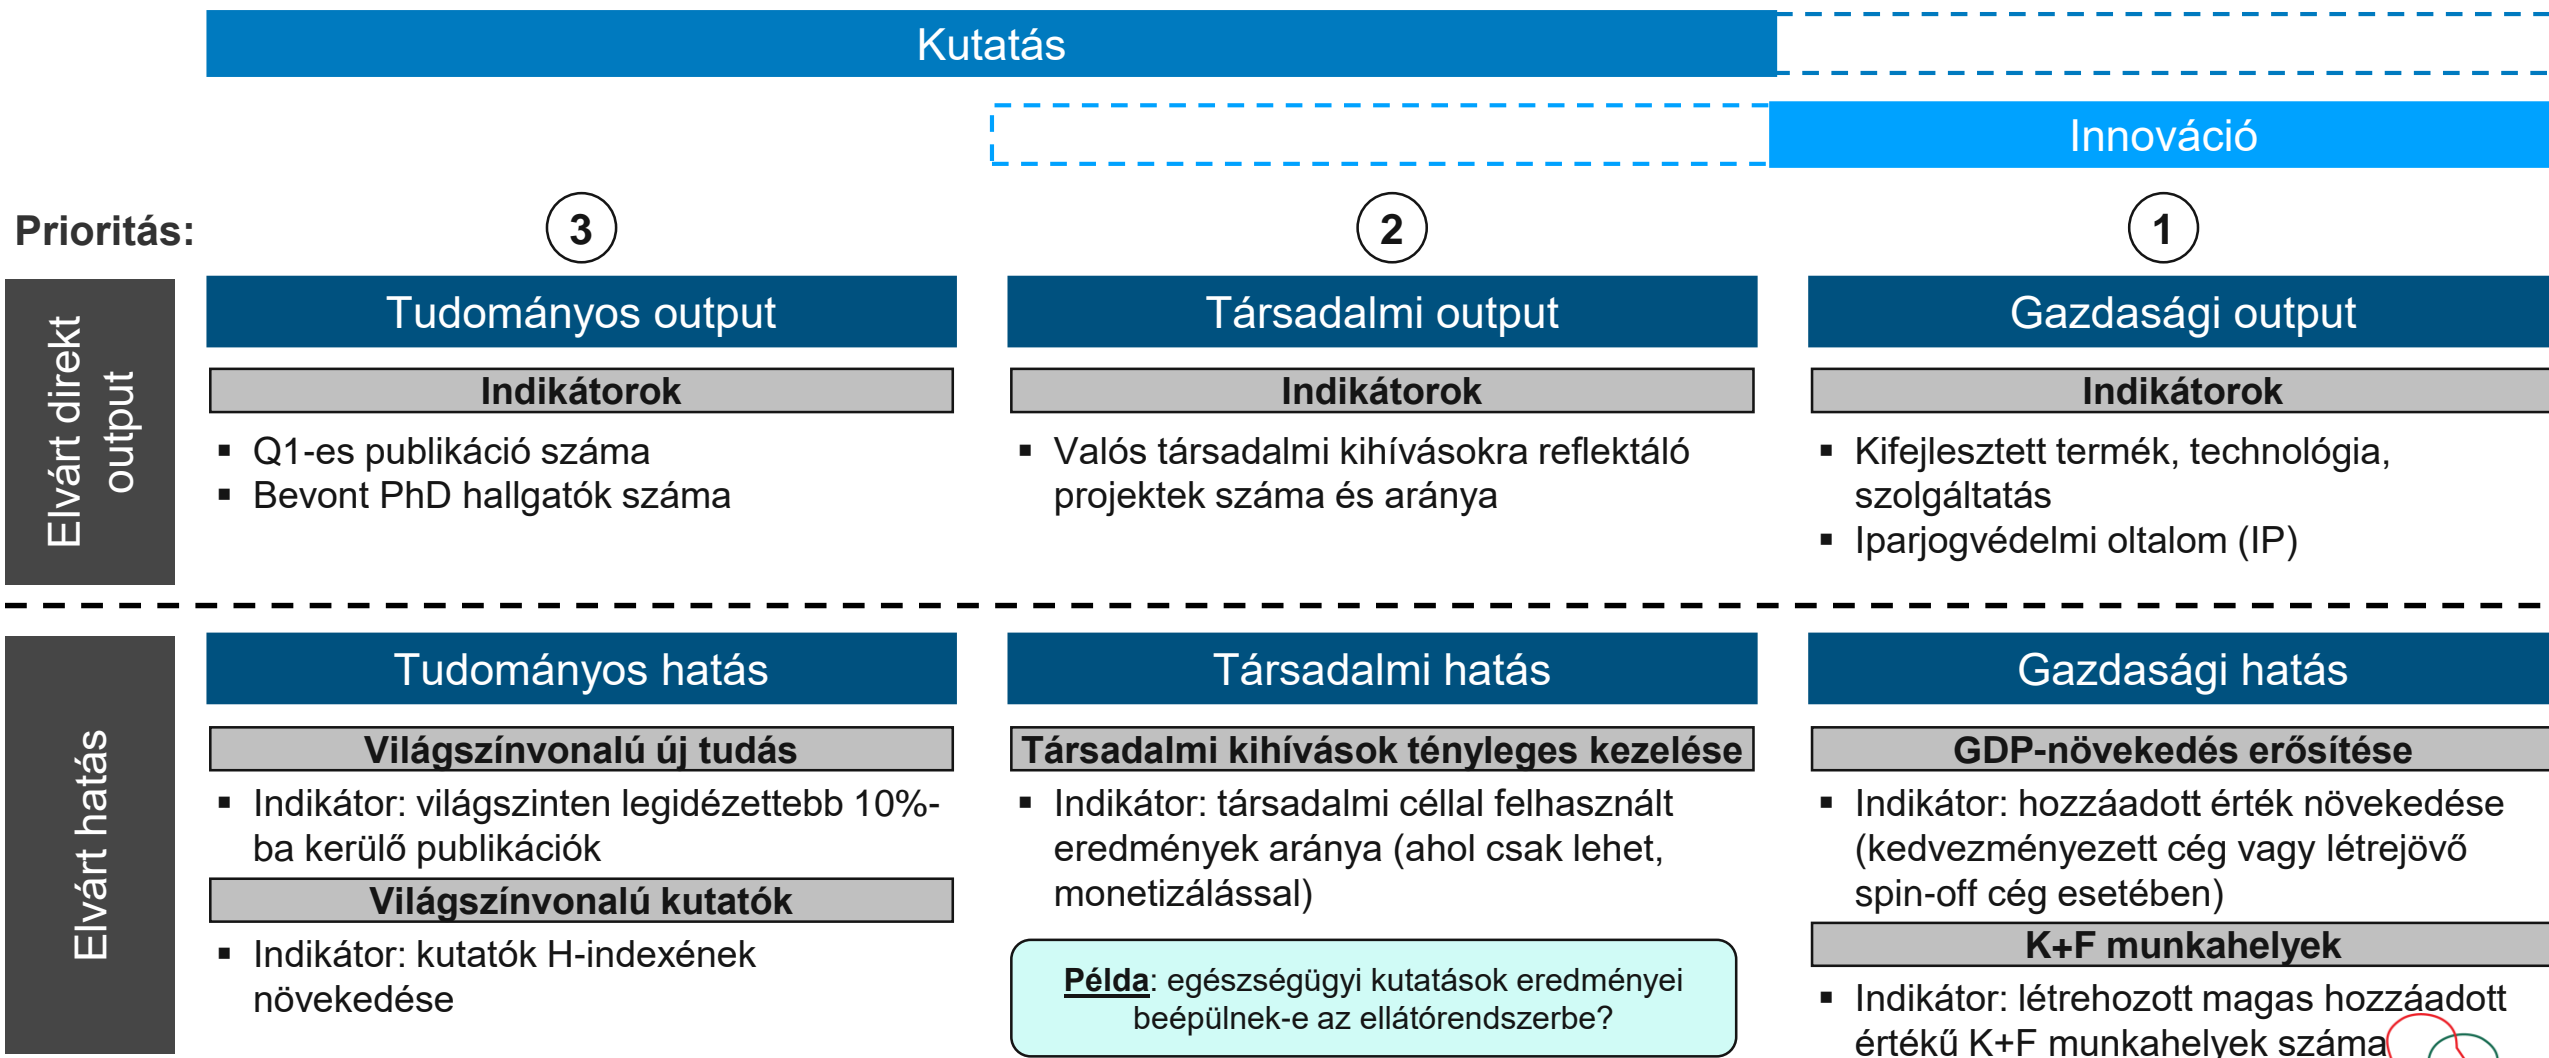 Kutatás
Innováció
Prioritás:
3
2
1
Elvárt direkt
output
Tudományos output
Indikátorok
▪ Q1-es publikáció száma
▪ Bevont PhD hallgatók száma
Társadalmi output
Indikátorok
▪ Valós társadalmi kihívásokra reflektáló
projektek száma és aránya
Gazdasági output
Indikátorok
▪ Kifejlesztett termék, technológia,
szolgáltatás
▪ Iparjogvédelmi oltalom (IP)
Elvárt hatás
Tudományos hatás
Világszínvonalú új tudás
▪ Indikátor: világszinten legidézettebb 10%-
ba kerülő publikációk
Világszínvonalú kutatók
▪ Indikátor: kutatók H-indexének
növekedése
Társadalmi hatás
Társadalmi kihívások tényleges kezelése
▪ Indikátor: társadalmi céllal felhasznált
eredmények aránya (ahol csak lehet,
monetizálással)
Példa: egészségügyi kutatások eredményei
beépülnek-e az ellátórendszerbe?
Gazdasági hatás
GDP-növekedés erősítése
▪ Indikátor: hozzáadott érték növekedése
(kedvezményezett cég vagy létrejövő
spin-off cég esetében)
K+F munkahelyek
▪ Indikátor: létrehozott magas hozzáadott
értékű K+F munkahelyek száma